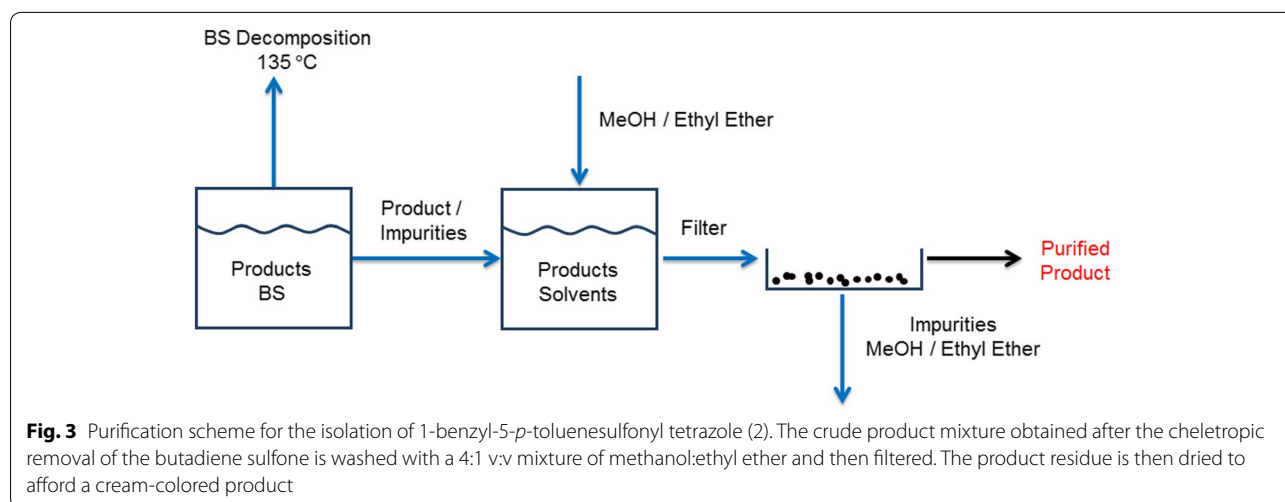 BS Decomposition
135 °C
MeOH / Ethyl Ether
Product /
Impurities
Filter
Products
BS
Products
Solvents
Purified
Product
Impurities
MeOH / Ethyl Ether
Fig. 3 Purification scheme for the isolation of 1-benzyl-5-p-toluenesulfonyl tetrazole (2). The crude product mixture obtained after the cheletropic
removal of the butadiene sulfone is washed with a 4:1 v:v mixture of methanol:ethyl ether and then filtered. The product residue is then dried to
afford a cream-colored product